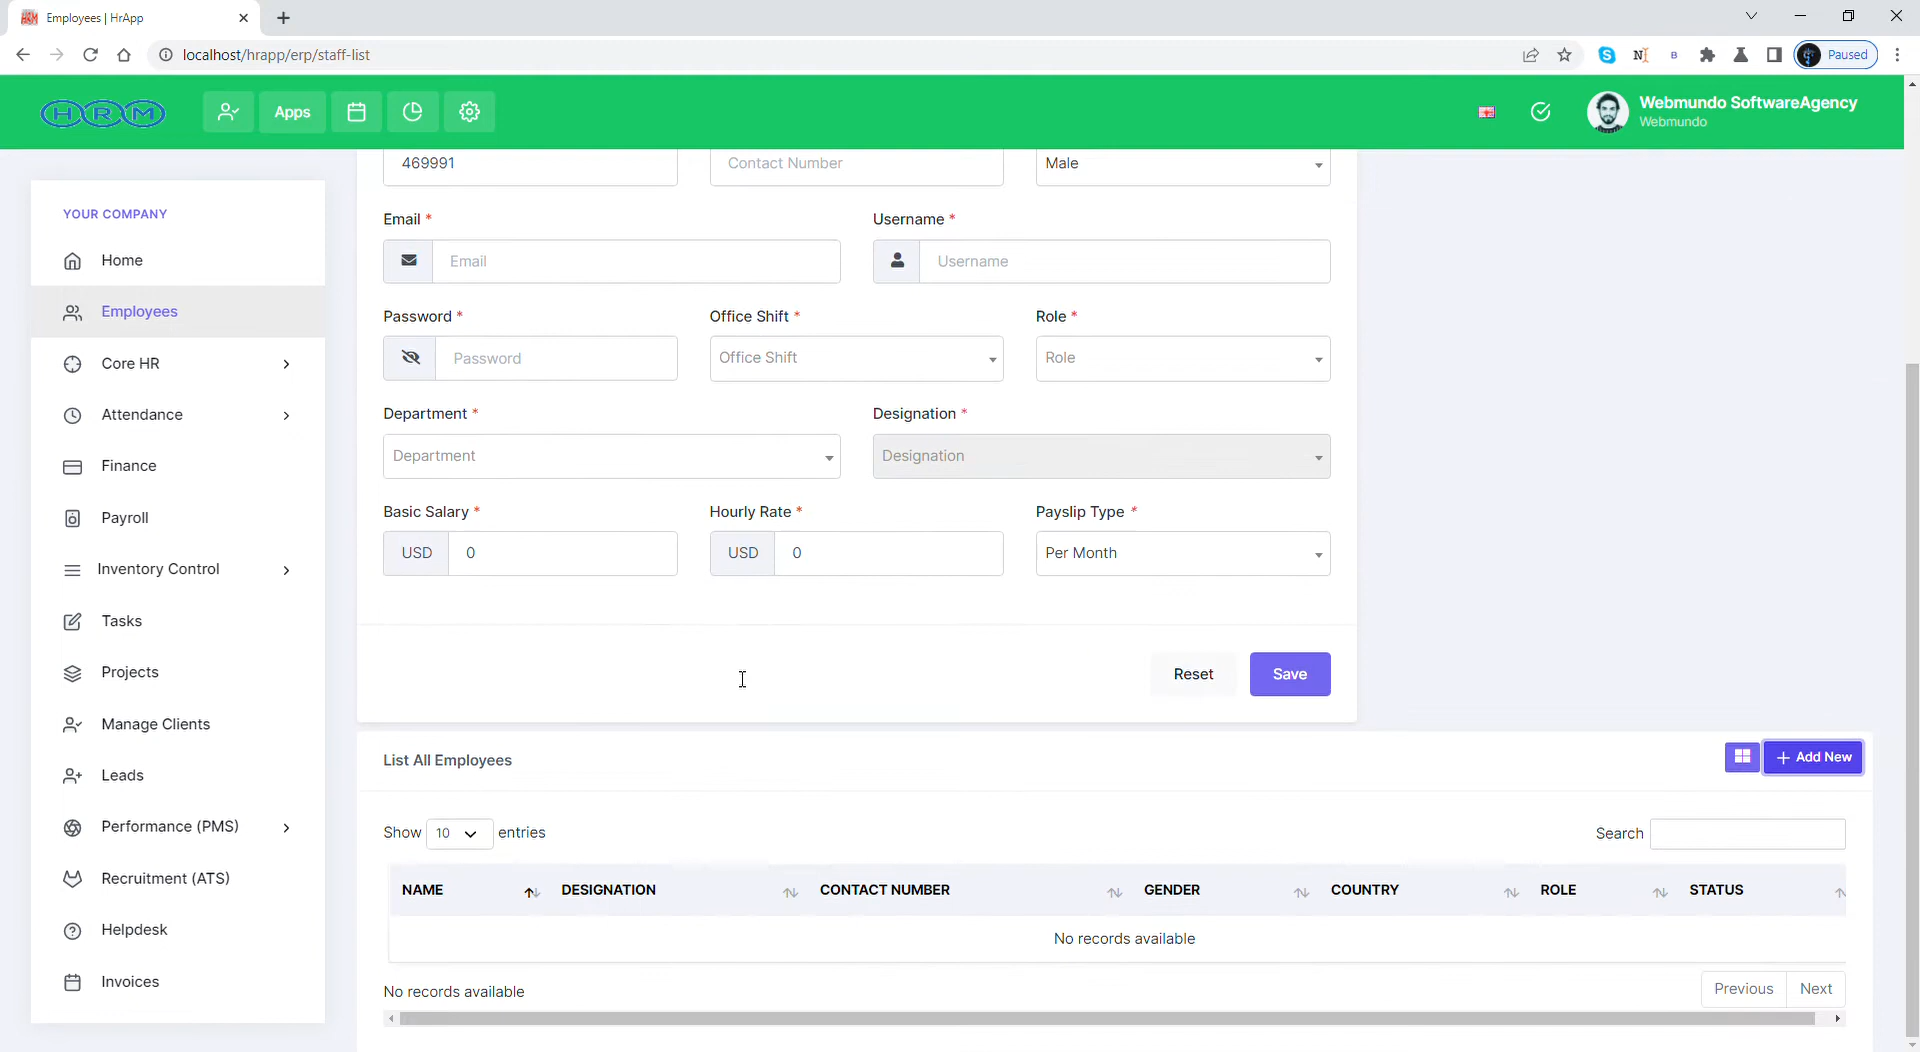 Employees | HrApp
localhost/hrapp/erp/staff-list
Paused
HRM
Apps
Webmundo SoftwareAgency
Webmundo
YOUR COMPANY
Home
Employees
Core HR
Attendance
Finance
Payroll
Inventory Control
Tasks
Projects
Manage Clients
Leads
Performance (PMS)
Recruitment (ATS)
Helpdesk
Invoices
469991 Contact Number Male
Email * Username *
Email Username
Password * Office Shift * Role *
Password Office Shift Role
Department * Designation *
Department Designation
Basic Salary * Hourly Rate * Payslip Type *
USD 0 USD 0 Per Month
Reset Save
List All Employees + Add New
Show 10 entries Search
NAME DESIGNATION CONTACT NUMBER GENDER COUNTRY ROLE STATUS
No records available
No records available Previous Next